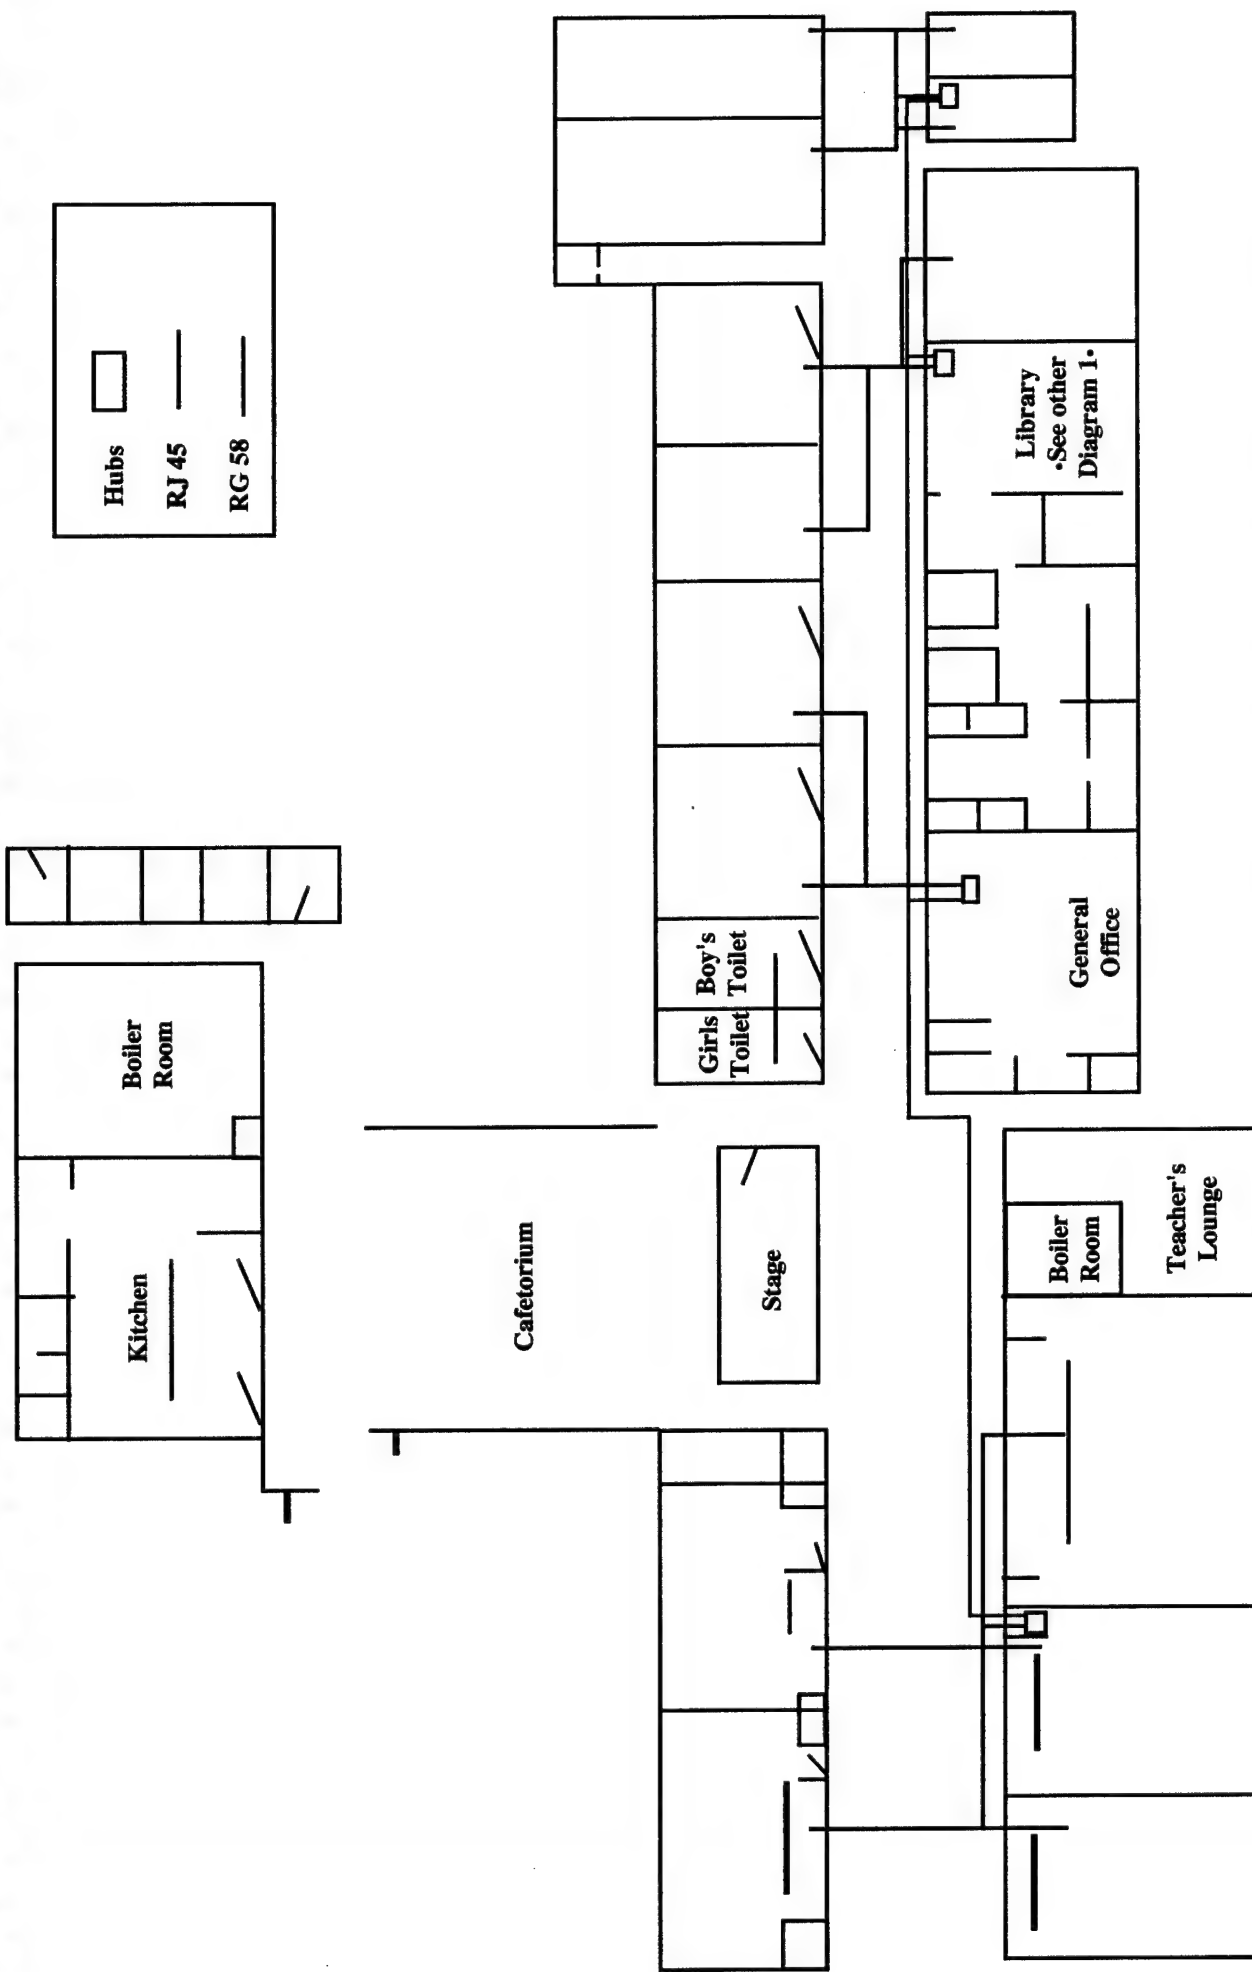 Hubs
RJ 45
RG 58
Boiler
Room
Kitchen
Cafetorium
Stage
Girls
Toilet
Boy's
Toilet
Library
•See other
Diagram 1•
General
Office
Boiler
Room
Teacher's
Lounge